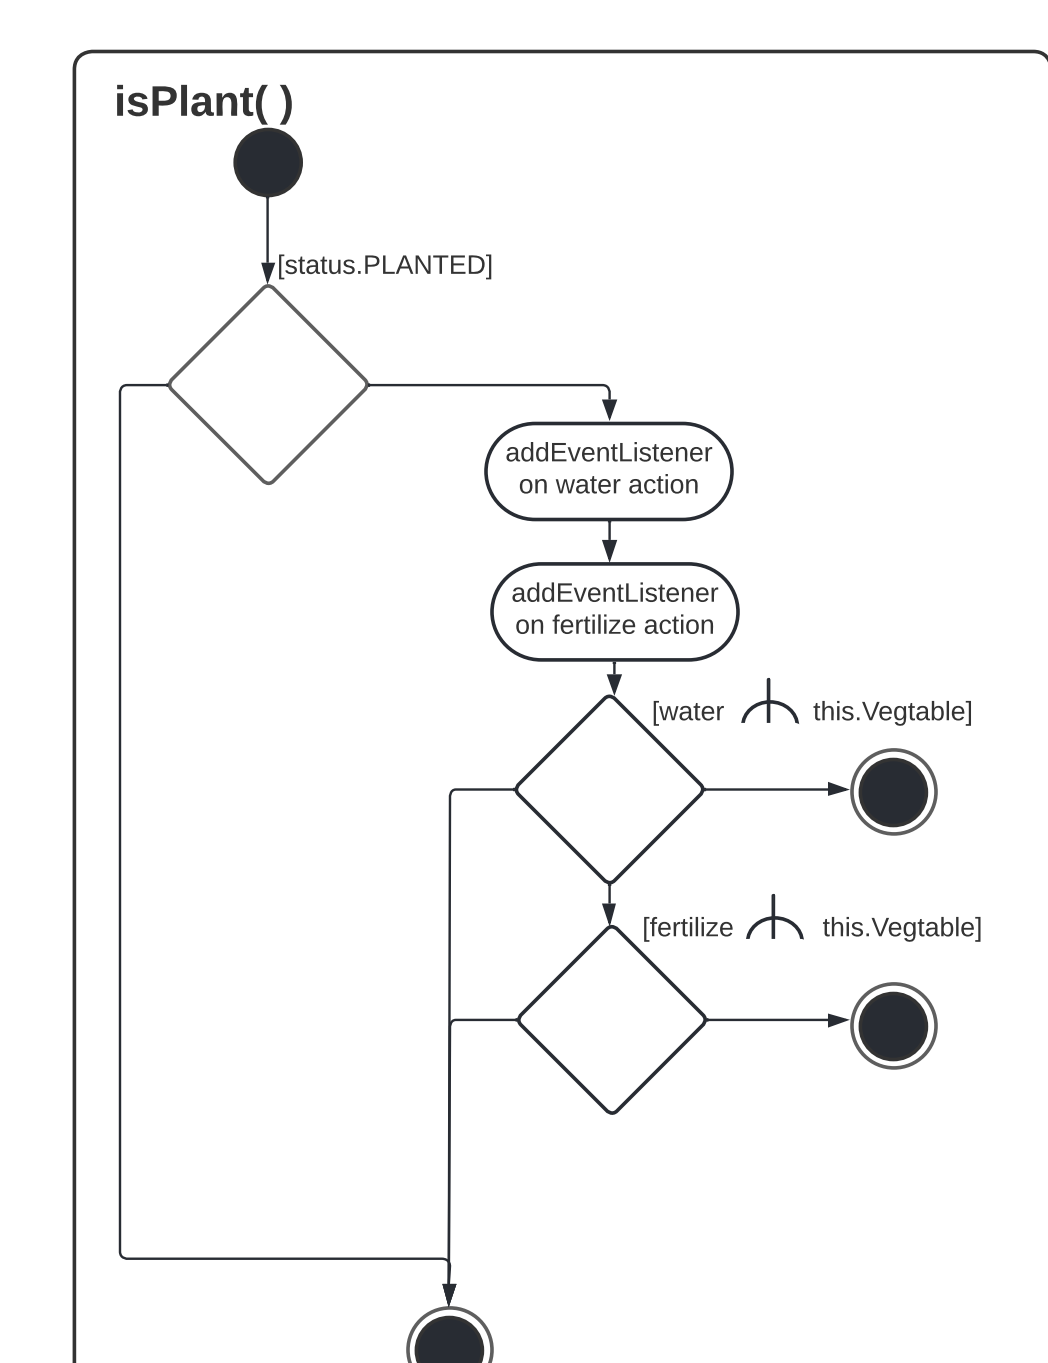 isPlant( )
[status.PLANTED]
addEventListener
on water action
addEventListener
on fertilize action
[water this.Vegtable]
[fertilize this.Vegtable]